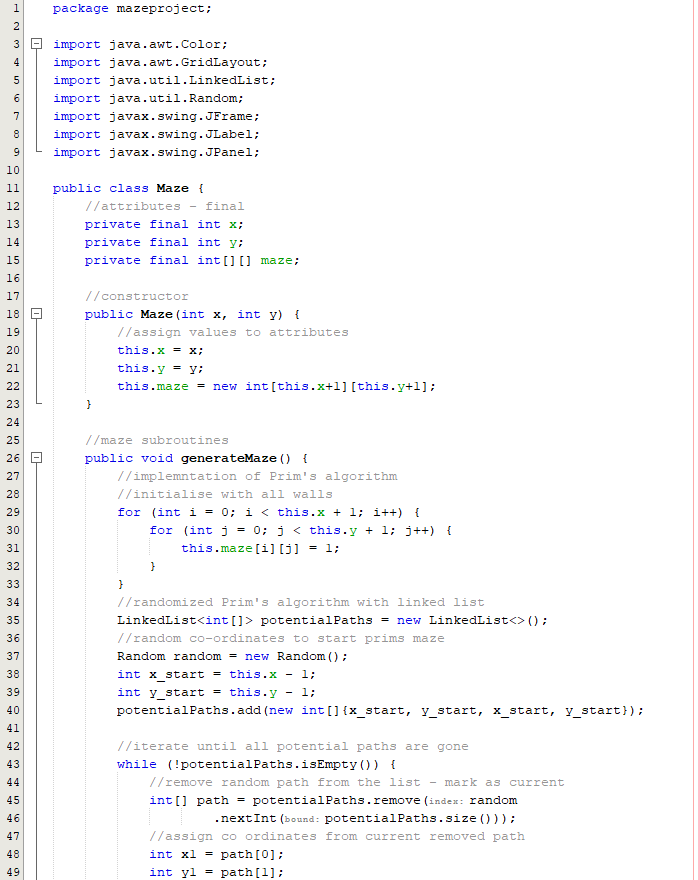 1 package mazeproject;
2
3 import java.awt.Color;
4 import java.awt.GridLayout;
5 import java.util.LinkedList;
6 import java.util.Random;
7 import javax.swing.JFrame;
8 import javax.swing.JLabel;
9 import javax.swing.JPanel;
10
11 public class Maze {
12 //attributes - final
13 private final int x;
14 private final int y;
15 private final int[][] maze;
16
17 //constructor
18 public Maze(int x, int y) {
19 //assign values to attributes
20 this.x = x;
21 this.y = y;
22 this.maze = new int[this.x+1][this.y+1];
23 }
24
25 //maze subroutines
26 public void generateMaze() {
27 //implemntation of Prim's algorithm
28 //initialise with all walls
29 for (int i = 0; i < this.x + 1; i++) {
30 for (int j = 0; j < this.y + 1; j++) {
31 this.maze[i][j] = 1;
32 }
33 }
34 //randomized Prim's algorithm with linked list
35 LinkedList<int[]> potentialPaths = new LinkedList<>();
36 //random co-ordinates to start prims maze
37 Random random = new Random();
38 int x_start = this.x - 1;
39 int y_start = this.y - 1;
40 potentialPaths.add(new int[]{x_start, y_start, x_start, y_start});
41
42 //iterate until all potential paths are gone
43 while (!potentialPaths.isEmpty()) {
44 //remove random path from the list - mark as current
45 int[] path = potentialPaths.remove(index: random
46 .nextInt(bound: potentialPaths.size()));
47 //assign co ordinates from current removed path
48 int x1 = path[0];
49 int y1 = path[1];